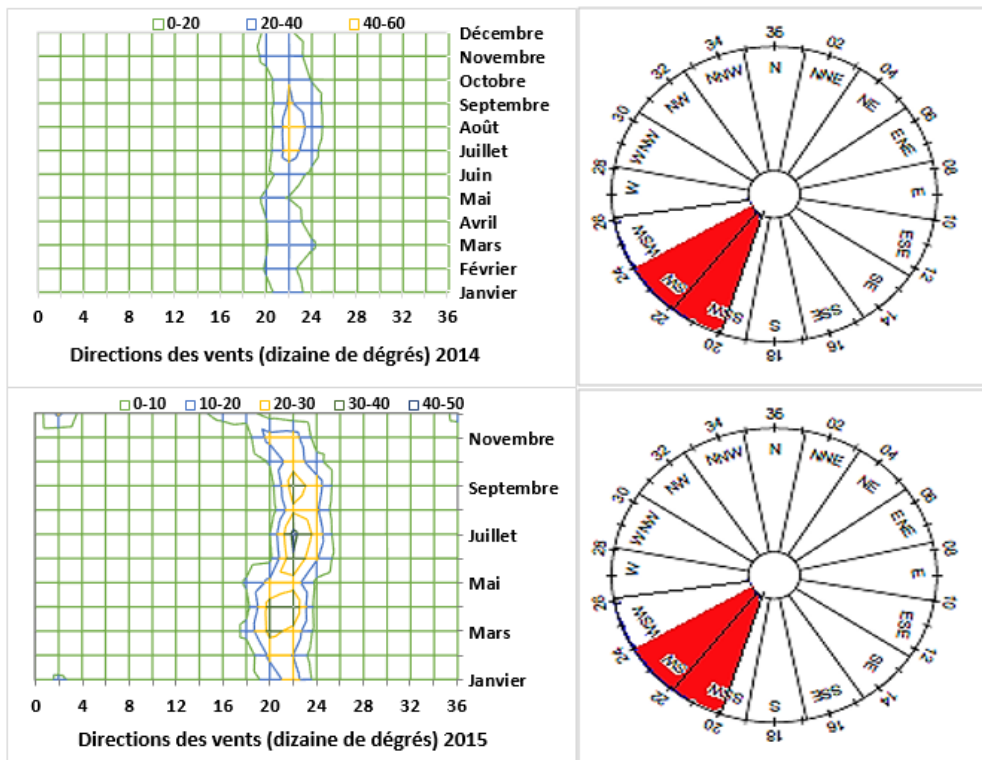 0-20 20-40 40-60
Décembre
Novembre
Octobre
Septembre
Août
Juillet
Juin
Mai
Avril
Mars
Février
Janvier
0 4 8 12 16 20 24 28 32 36
Directions des vents (dizaine de dégrés) 2014
36 02 04 08 08 10 12 14 16 18 20 22 24 26 28 30 32 34
N NNE NE ENE E ESE SE SSE S SSW SW WSW W WNW NW NNW
0-10 10-20 20-30 30-40 40-50
Novembre
Septembre
Juillet
Mai
Mars
Janvier
0 4 8 12 16 20 24 28 32 36
Directions des vents (dizaine de dégrés) 2015
36 02 04 08 08 10 12 14 16 18 20 22 24 26 28 30 32 34
N NNE NE ENE E ESE SE SSE S SSW SW WSW W WNW NW NNW